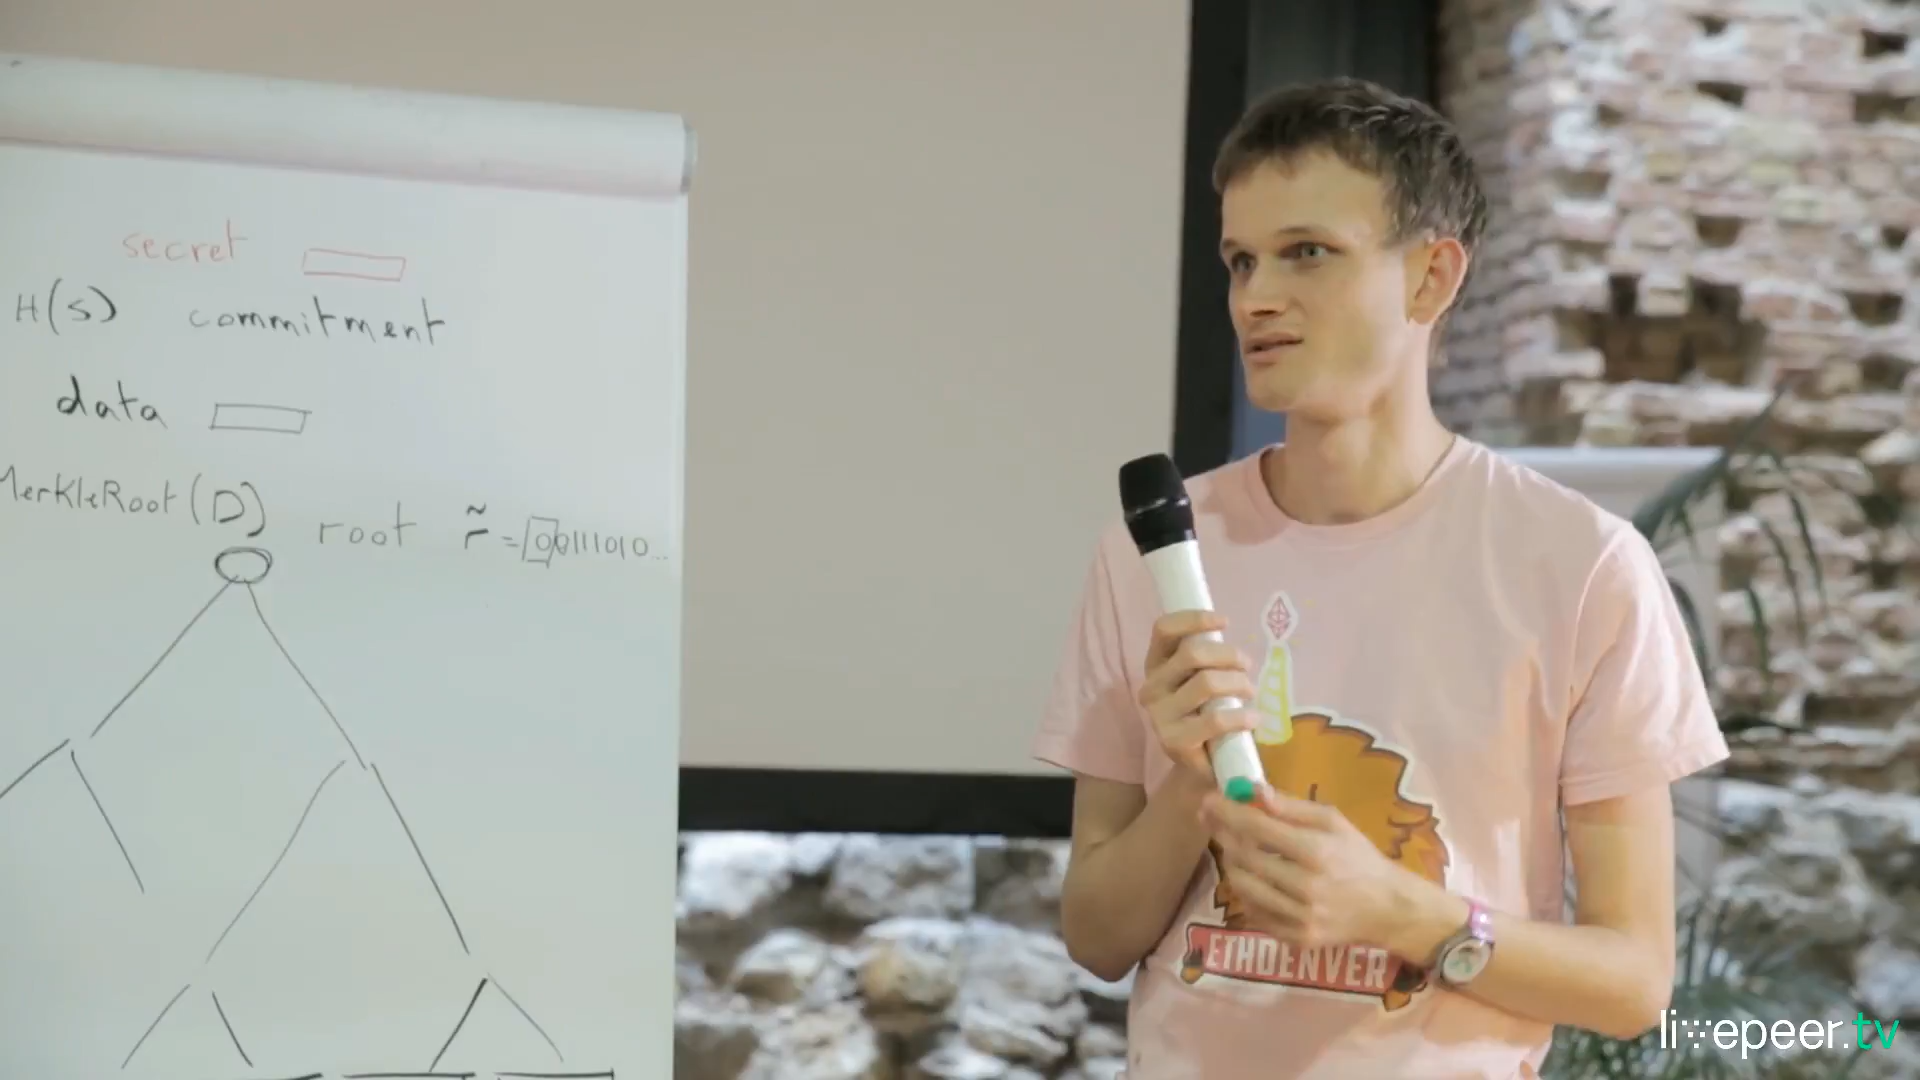 secret
H(S) commitment
data
MerkleRoot(D) root r̃ = 00111010...
ETHDENVER
livepeer.tv